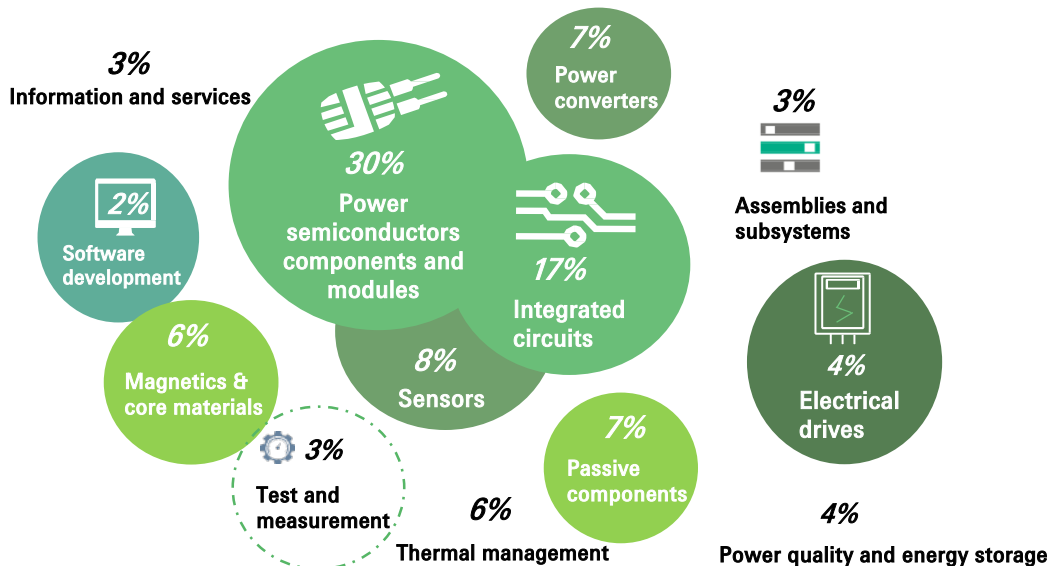 3%
Information and services
30%
Power
semiconductors
components and
modules
7%
Power
converters
3%
Assemblies and
subsystems
2%
Software
development
17%
Integrated
circuits
6%
Magnetics &
core materials
8%
Sensors
4%
Electrical
drives
3%
Test and
measurement
7%
Passive
components
6%
Thermal management
4%
Power quality and energy storage